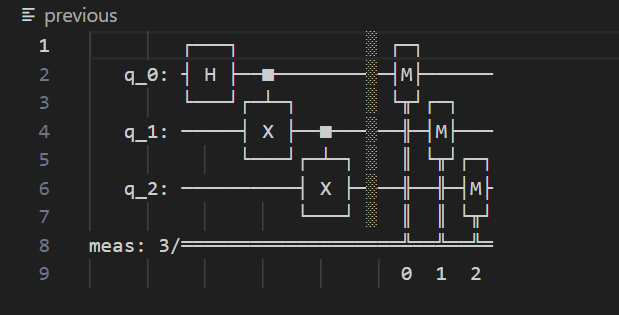 previous
1 ┌───┐ ░ ┌─┐
2 q_0: ┤ H ├──■────────░─┤M├──────
3 └───┘┌─┴─┐ ░ └╥┘┌─┐
4 q_1: ─────┤ X ├──■───░──╫─┤M├───
5 └───┘┌─┴─┐ ░ ║ └╥┘┌─┐
6 q_2: ──────────┤ X ├─░──╫──╫─┤M├
7 └───┘ ░ ║ ║ └╥┘
8 meas: 3/═══════════════════╩══╩══╩═
9 0 1 2